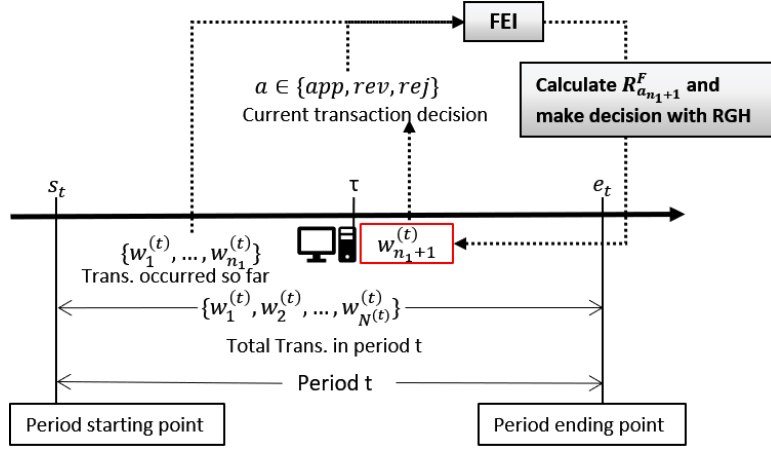 FEI
a ∈ {app, rev, rej}
Current transaction decision
Calculate R^F_{a_{n_1+1}} and
make decision with RGH
s_t
τ
e_t
{w_1^{(t)}, … , w_{n_1}^{(t)}}
Trans. occurred so far
w_{n_1+1}^{(t)}
{w_1^{(t)}, w_2^{(t)}, … , w_{N^{(t)}}^{(t)}}
Total Trans. in period t
Period t
Period starting point
Period ending point